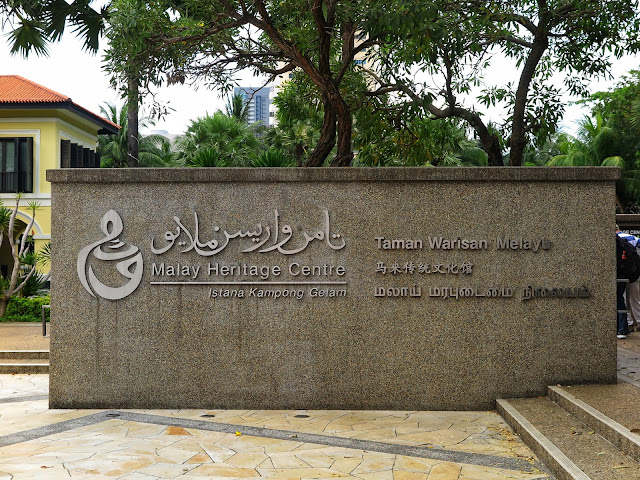 تامن واريسن ملايو
Malay Heritage Centre
Istana Kampong Gelam
Taman Warisan Melayu
马来传统文化馆
மலாய் மரபுடைமை நிலையம்